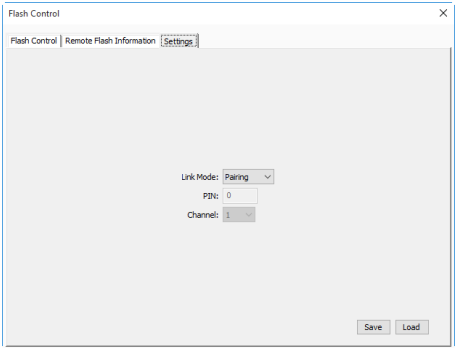 Flash Control
Flash Control Remote Flash Information Settings
Link Mode: Pairing
PIN: 0
Channel: 1
Save Load